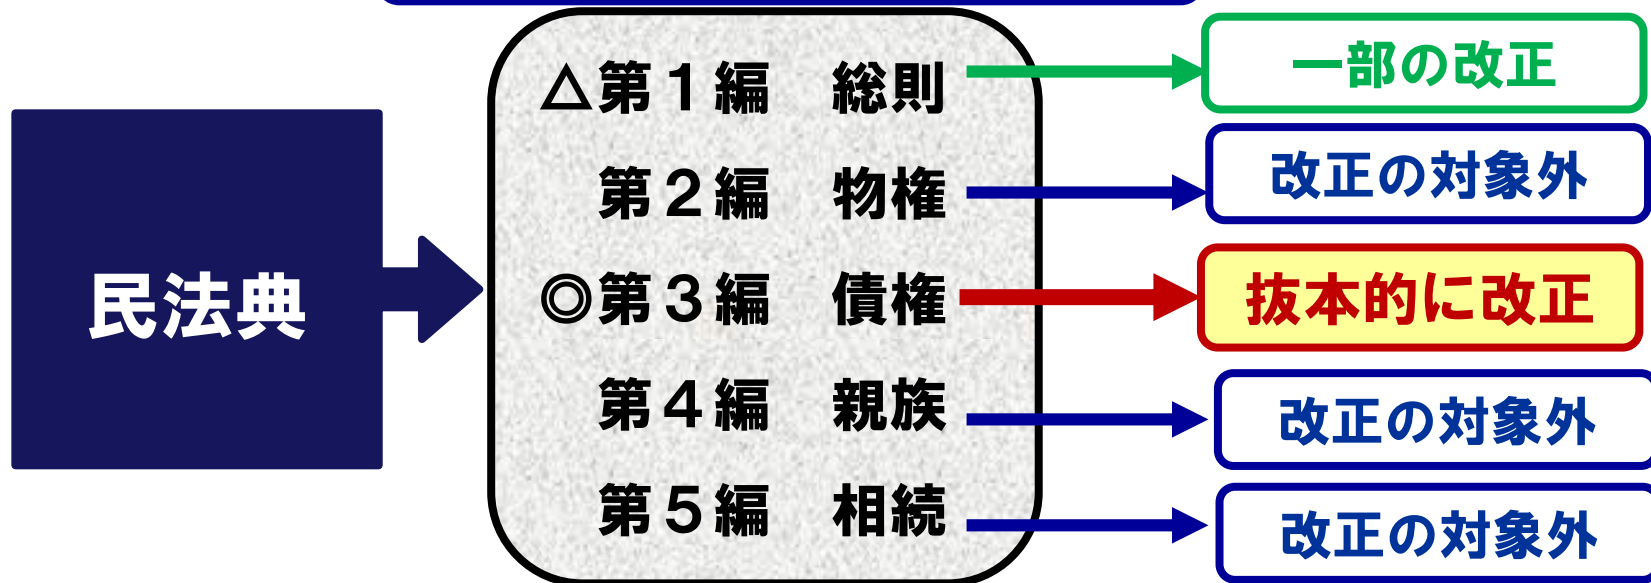 民法典
△第１編　総則
一部の改正
第２編　物権
改正の対象外
◎第３編　債権
抜本的に改正
第４編　親族
改正の対象外
第５編　相続
改正の対象外